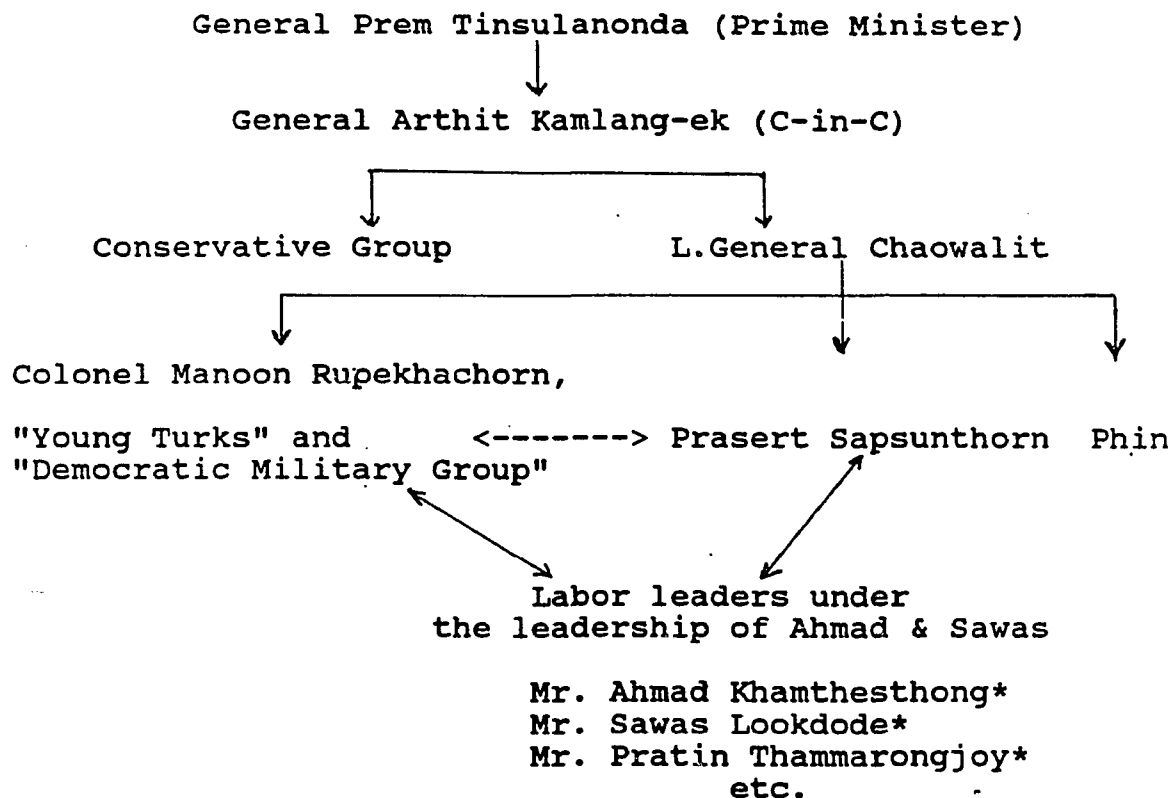 General Prem Tinsulanonda (Prime Minister)
General Arthit Kamlang-ek (C-in-C)
Conservative Group L.General Chaowalit
Colonel Manoon Rupekhachorn,
"Young Turks" and <-------> Prasert Sapsunthorn Phin
"Democratic Military Group"
Labor leaders under
the leadership of Ahmad & Sawas
Mr. Ahmad Khamthesthong*
Mr. Sawas Lookdode*
Mr. Pratin Thammarongjoy*
etc.